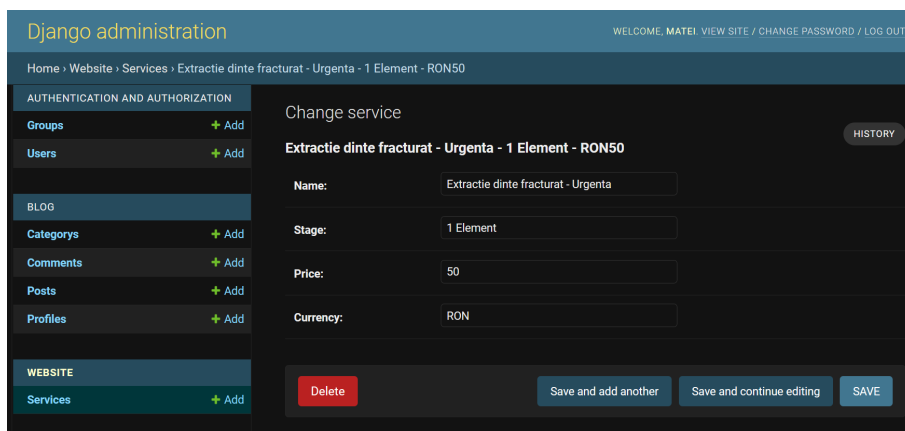 Django administration
WELCOME, MATEI. VIEW SITE / CHANGE PASSWORD / LOG OUT
Home › Website › Services › Extractie dinte fracturat - Urgenta - 1 Element - RON50
AUTHENTICATION AND AUTHORIZATION
Groups + Add
Users + Add
BLOG
Categorys + Add
Comments + Add
Posts + Add
Profiles + Add
WEBSITE
Services + Add
Change service
HISTORY
Extractie dinte fracturat - Urgenta - 1 Element - RON50
Name: Extractie dinte fracturat - Urgenta
Stage: 1 Element
Price: 50
Currency: RON
Delete Save and add another Save and continue editing SAVE